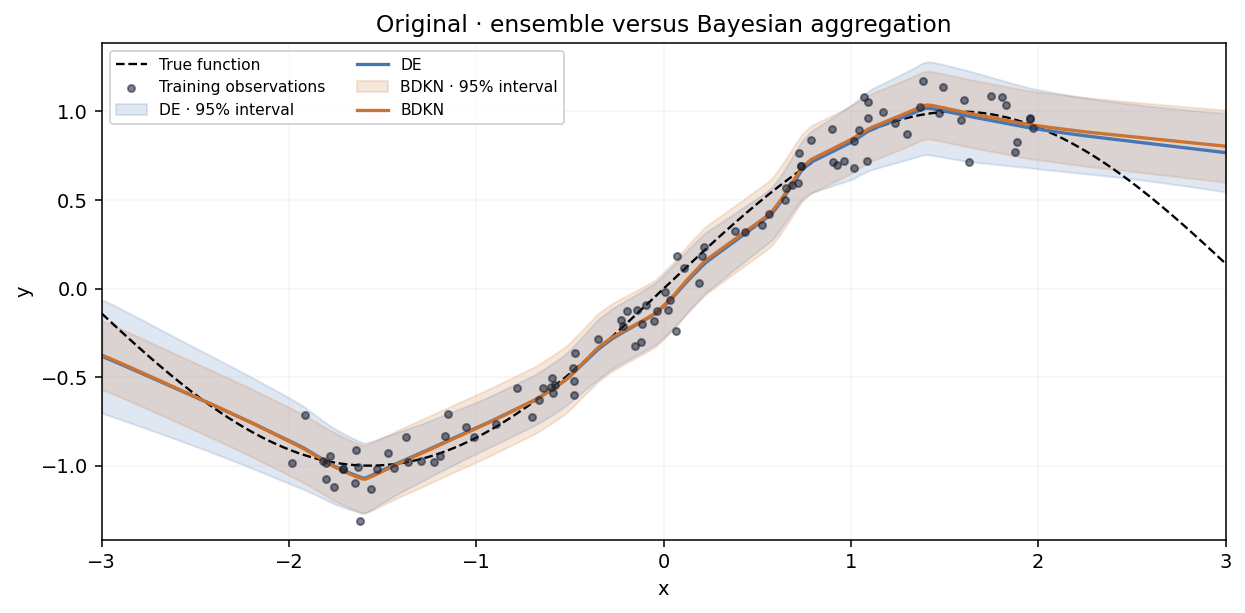 Original · ensemble versus Bayesian aggregation
True function
Training observations
DE · 95% interval
DE
BDKN · 95% interval
BDKN
y
1.0
0.5
0.0
−0.5
−1.0
−3
−2
−1
0
1
2
3
x